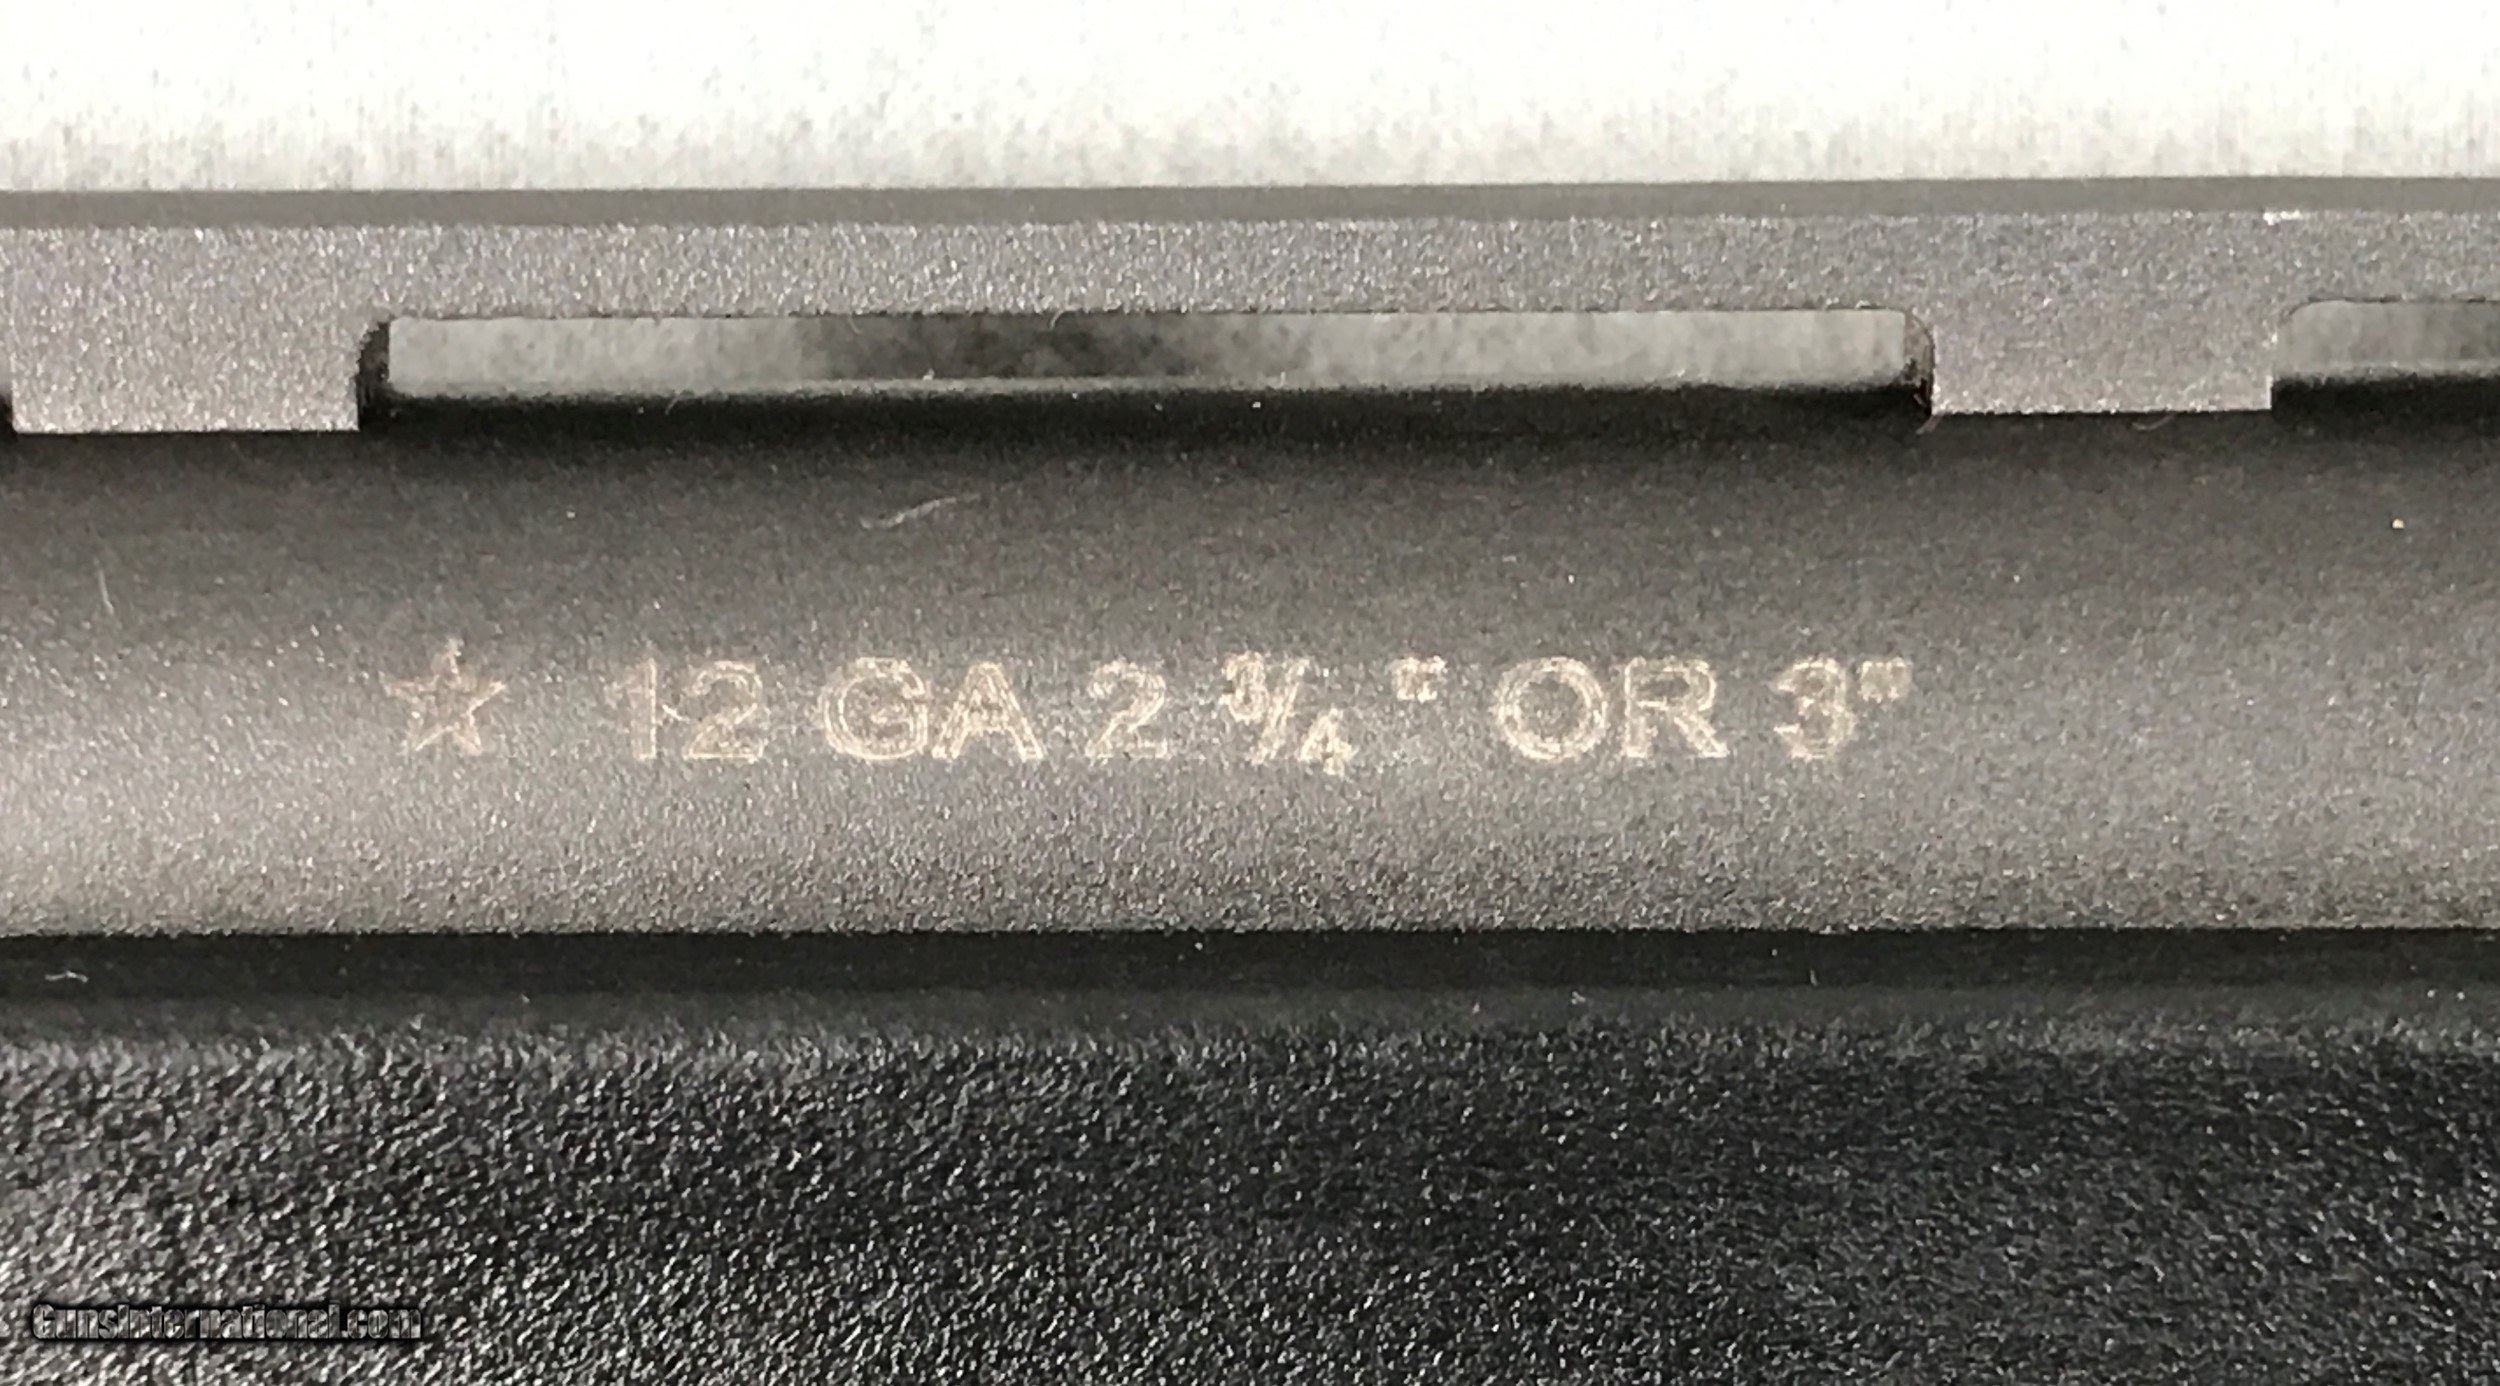 ☆ 12 GA 2 ¾ " OR 3"
GunsInternational.com